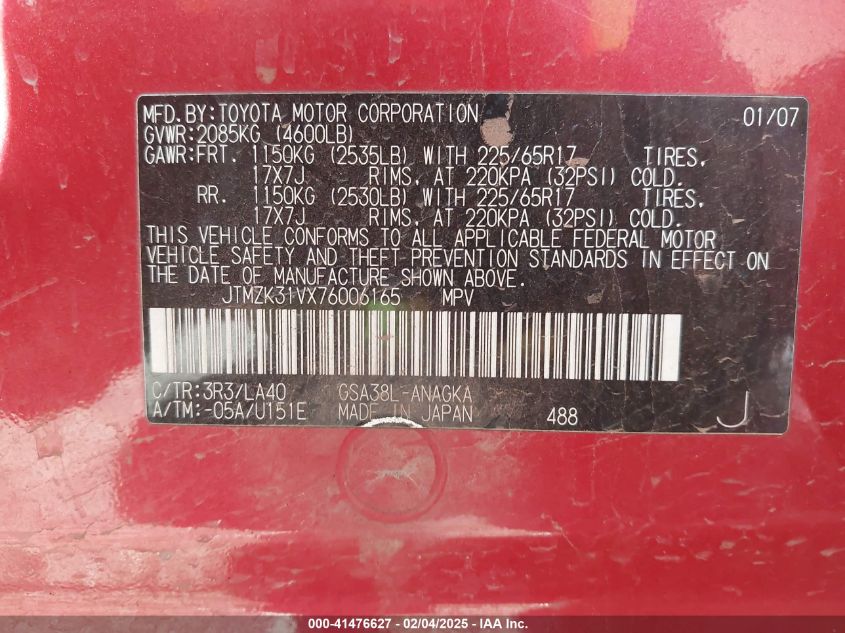 MFD.BY:TOYOTA MOTOR CORPORATION 01/07
GVWR:2085KG (4600LB)
GAWR:FRT. 1150KG (2535LB) WITH 225/65R17 TIRES,
17X7J RIMS, AT 220KPA (32PSI) COLD.
RR. 1150KG (2530LB) WITH 225/65R17 TIRES,
17X7J RIMS, AT 220KPA (32PSI) COLD.
THIS VEHICLE CONFORMS TO ALL APPLICABLE FEDERAL MOTOR
VEHICLE SAFETY AND THEFT PREVENTION STANDARDS IN EFFECT ON
THE DATE OF MANUFACTURE SHOWN ABOVE.
JTMZK31VX76006165 MPV
C/TR:3R3/LA40 GSA38L-ANAGKA
A/TM:-05A/U151E MADE IN JAPAN 488 J
000-41476627 - 02/04/2025 - IAA Inc.